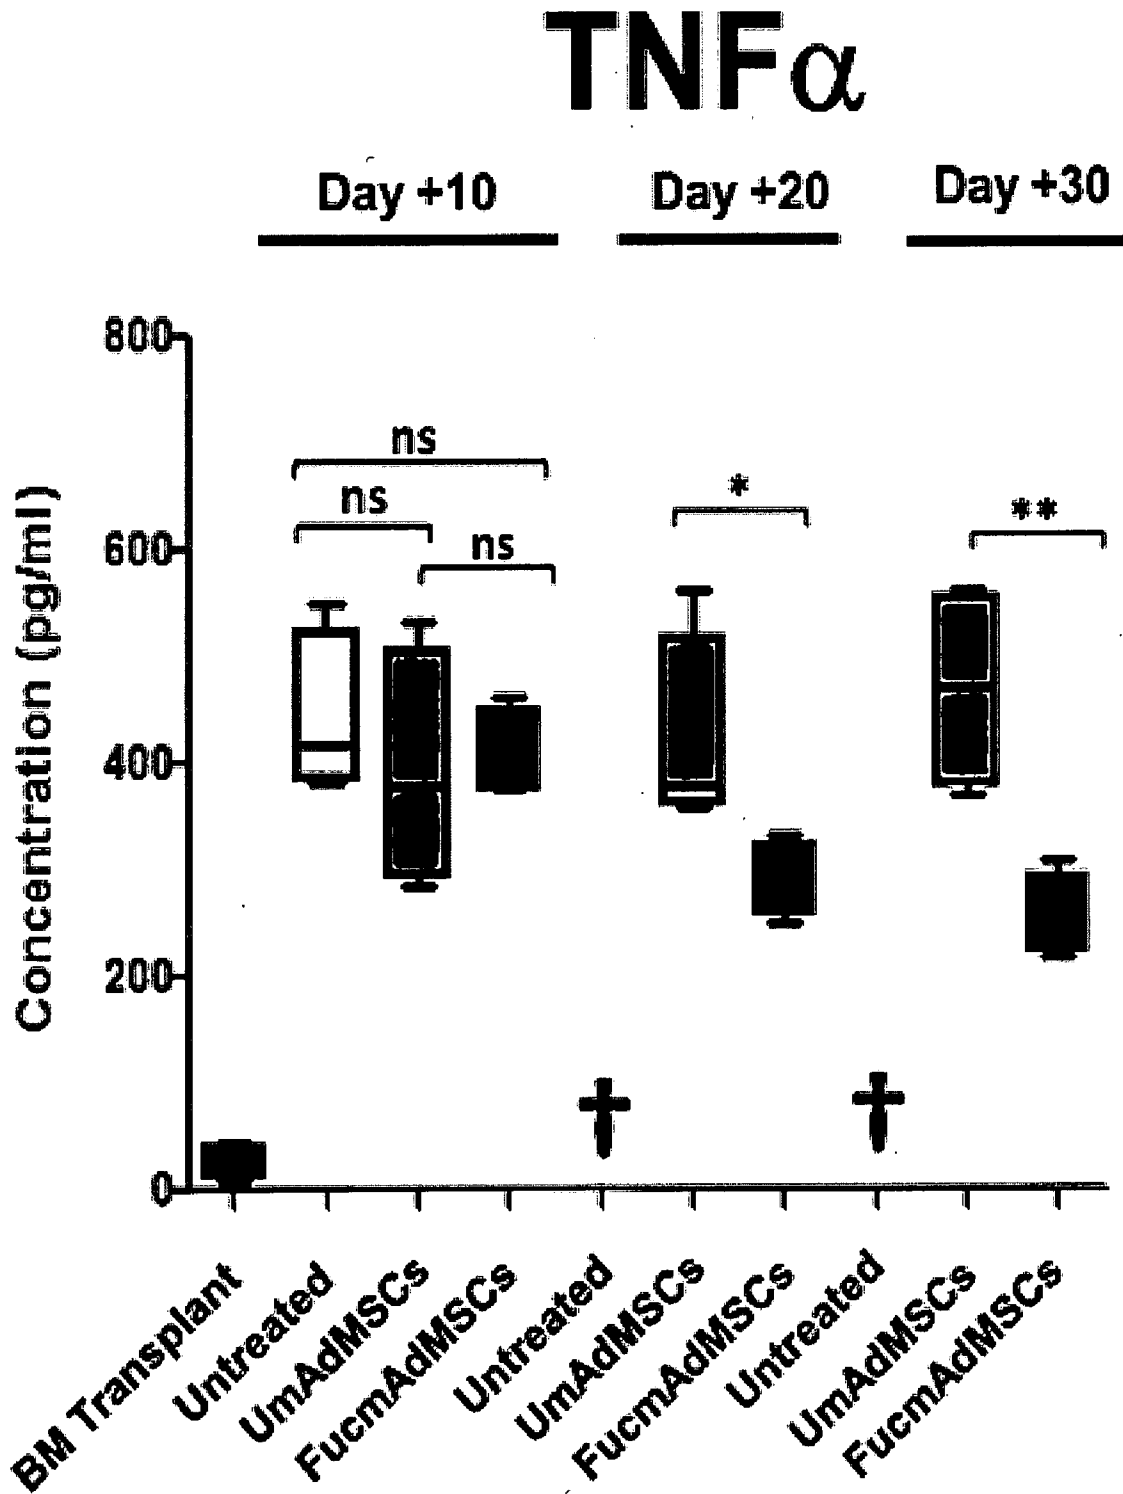 TNFα
Day +10
Day +20
Day +30
Concentration (pg/ml)
800
600
400
200
0
ns
ns
ns
*
**
†
†
BM Transplant
Untreated
UmAdMSCs
FucmAdMSCs
Untreated
UmAdMSCs
FucmAdMSCs
Untreated
UmAdMSCs
FucmAdMSCs